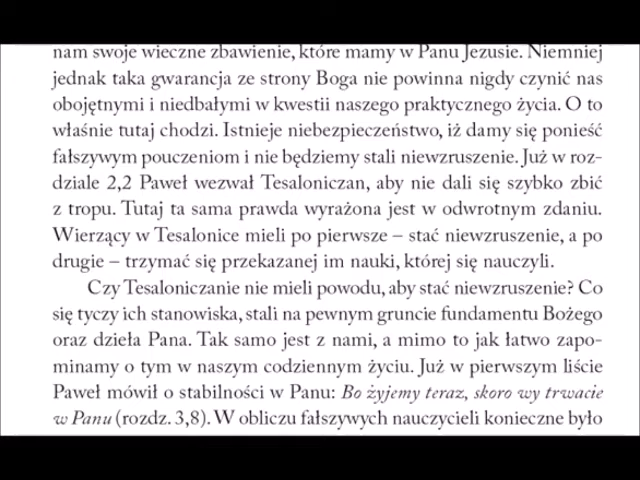 nam swoje wieczne zbawienie, które mamy w Panu Jezusie. Niemniej
jednak taka gwarancja ze strony Boga nie powinna nigdy czynić nas
obojętnymi i niedbałymi w kwestii naszego praktycznego życia. O to
właśnie tutaj chodzi. Istnieje niebezpieczeństwo, iż damy się ponieść
fałszywym pouczeniom i nie będziemy stali niewzruszenie. Już w roz-
dziale 2,2 Paweł wezwał Tesaloniczan, aby nie dali się szybko zbić
z tropu. Tutaj ta sama prawda wyrażona jest w odwrotnym zdaniu.
Wierzący w Tesalonice mieli po pierwsze – stać niewzruszenie, a po
drugie – trzymać się przekazanej im nauki, której się nauczyli.
Czy Tesaloniczanie nie mieli powodu, aby stać niewzruszenie? Co
się tyczy ich stanowiska, stali na pewnym gruncie fundamentu Bożego
oraz dzieła Pana. Tak samo jest z nami, a mimo to jak łatwo zapo-
minamy o tym w naszym codziennym życiu. Już w pierwszym liście
Paweł mówił o stabilności w Panu: Bo żyjemy teraz, skoro wy trwacie
w Panu (rozdz. 3,8). W obliczu fałszywych nauczycieli konieczne było